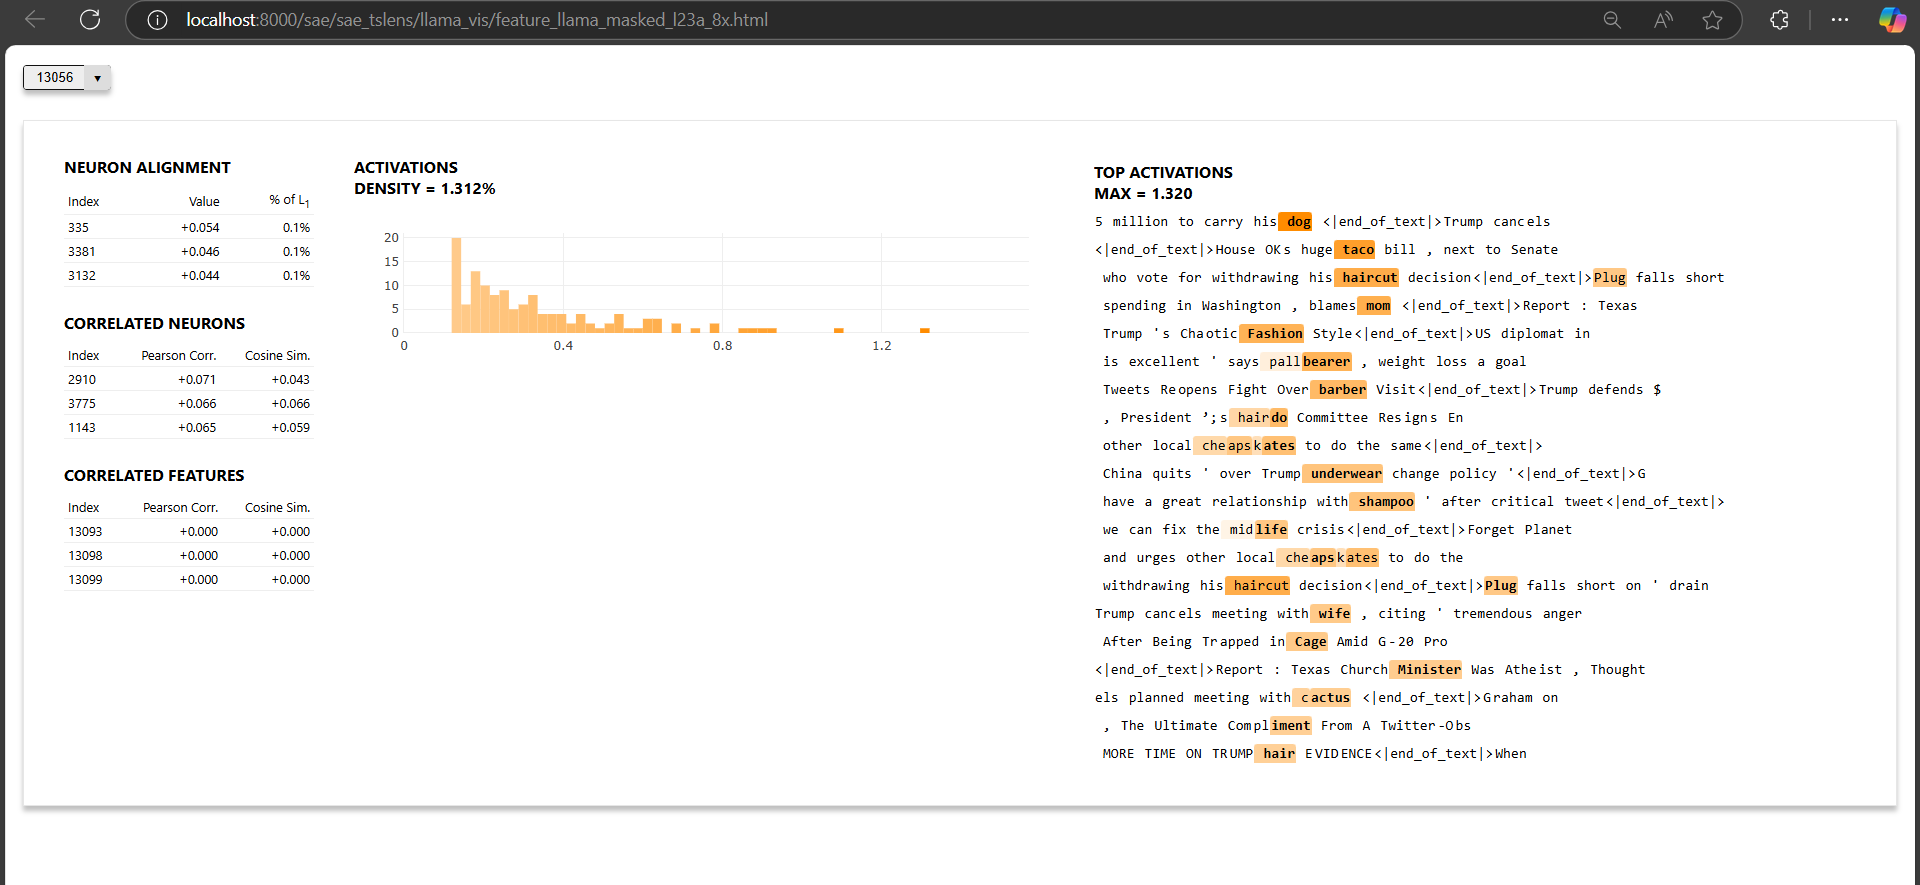 localhost:8000/sae/sae_tslens/llama_vis/feature_llama_masked_l23a_8x.html
13056
NEURON ALIGNMENT
Index Value % of L1
335 +0.054 0.1%
3381 +0.046 0.1%
3132 +0.044 0.1%
CORRELATED NEURONS
Index Pearson Corr. Cosine Sim.
2910 +0.071 +0.043
3775 +0.066 +0.066
1143 +0.065 +0.059
CORRELATED FEATURES
Index Pearson Corr. Cosine Sim.
13093 +0.000 +0.000
13098 +0.000 +0.000
13099 +0.000 +0.000
ACTIVATIONS
DENSITY = 1.312%
20
15
10
5
0
0 0.4 0.8 1.2
TOP ACTIVATIONS
MAX = 1.320
5 million to carry his dog <|end_of_text|>Trump cancels
<|end_of_text|>House OKs huge taco bill , next to Senate
who vote for withdrawing his haircut decision<|end_of_text|>Plug falls short
spending in Washington , blames mom <|end_of_text|>Report : Texas
Trump 's Chaotic Fashion Style<|end_of_text|>US diplomat in
is excellent ' says pallbearer , weight loss a goal
Tweets Reopens Fight Over barber Visit<|end_of_text|>Trump defends $
, President ’;s hairdo Committee Resigns En
other local cheapskates to do the same<|end_of_text|>
China quits ' over Trump underwear change policy '<|end_of_text|>G
have a great relationship with shampoo ' after critical tweet<|end_of_text|>
we can fix the midlife crisis<|end_of_text|>Forget Planet
and urges other local cheapskates to do the
withdrawing his haircut decision<|end_of_text|>Plug falls short on ' drain
Trump cancels meeting with wife , citing ' tremendous anger
After Being Trapped in Cage Amid G-20 Pro
<|end_of_text|>Report : Texas Church Minister Was Atheist , Thought
els planned meeting with cactus <|end_of_text|>Graham on
, The Ultimate Compliment From A Twitter-Obs
MORE TIME ON TRUMP hair EVIDENCE<|end_of_text|>When